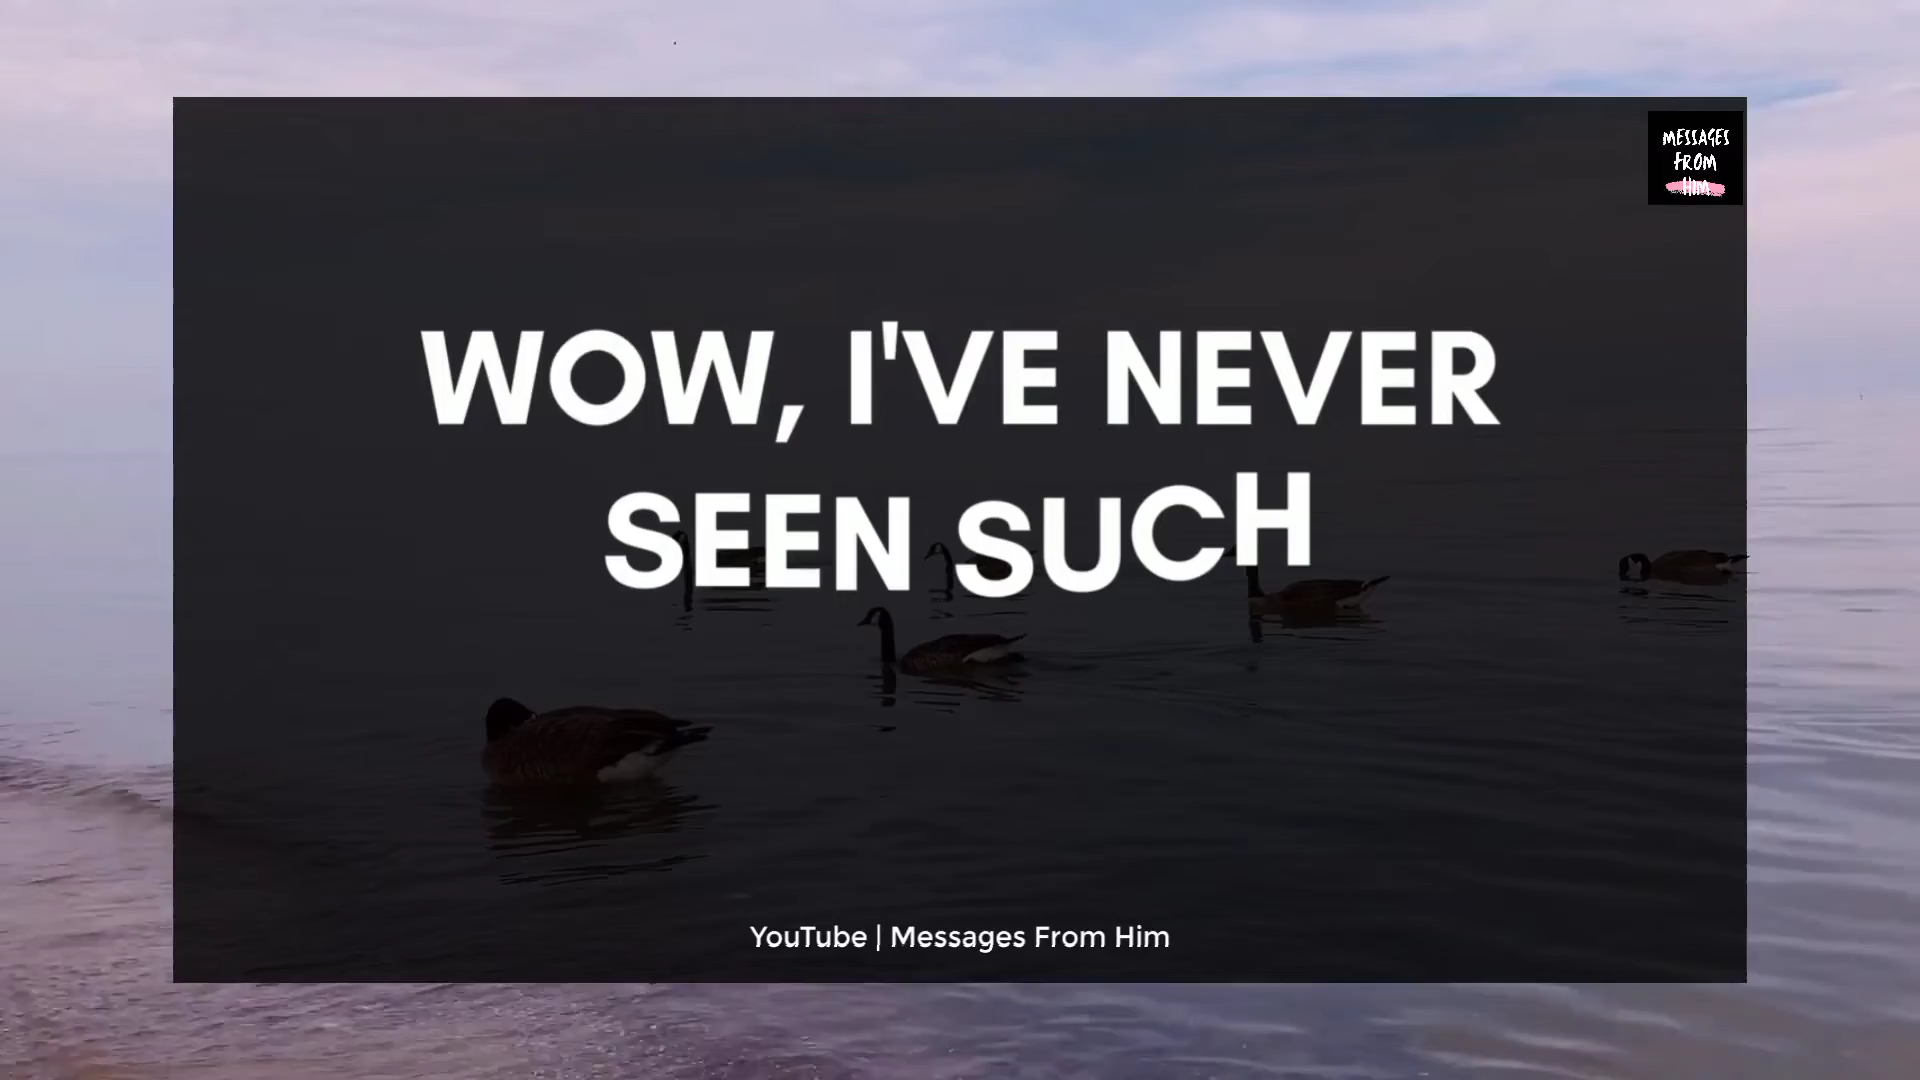 MESSAGES
FROM
HIM
WOW, I'VE NEVER
SEEN SUCH
YouTube | Messages From Him